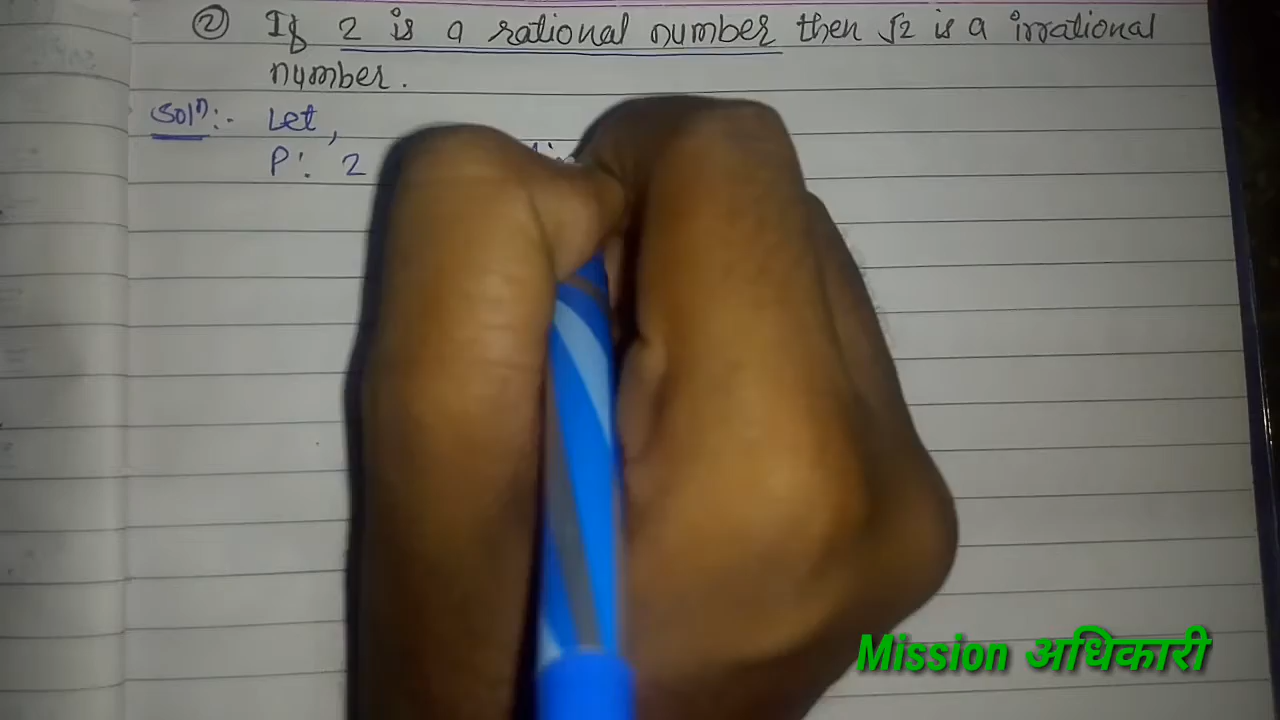 ② If 2 is a rational number then √2 is a irrational
number.
Solⁿ:- Let,
P: 2
Mission अधिकारी